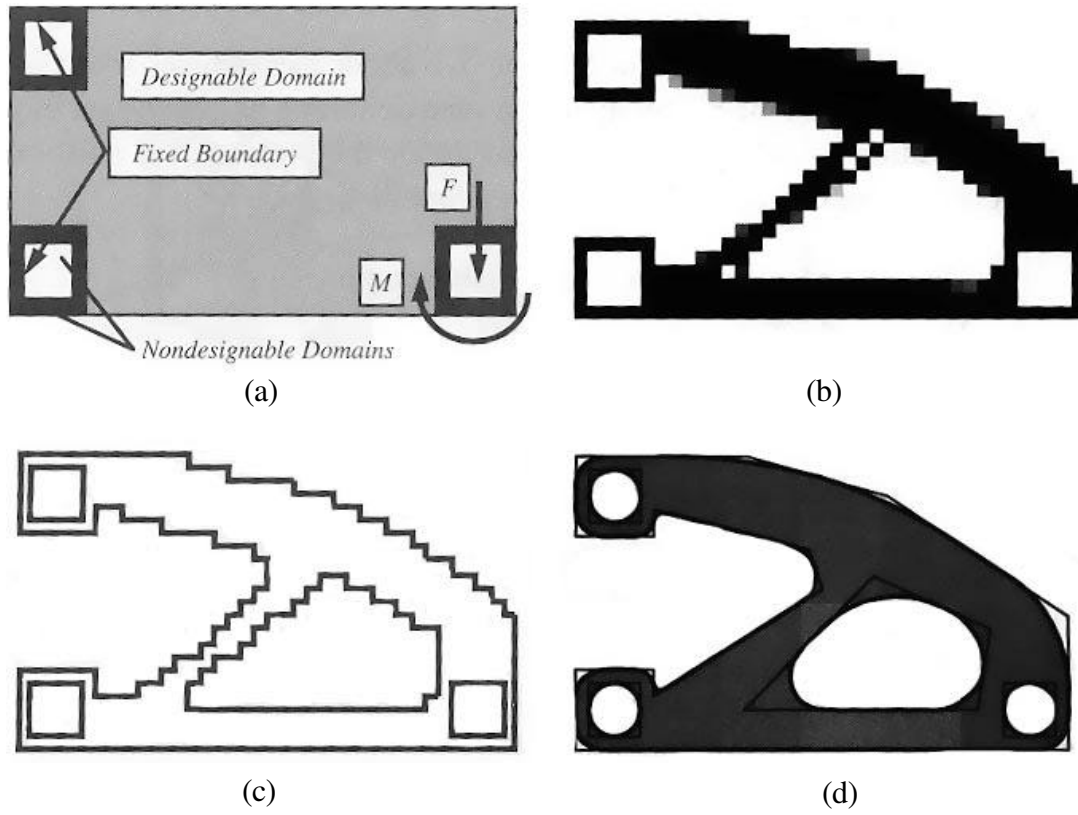 Designable Domain
Fixed Boundary
F
M
Nondesignable Domains
(a)
(b)
(c)
(d)